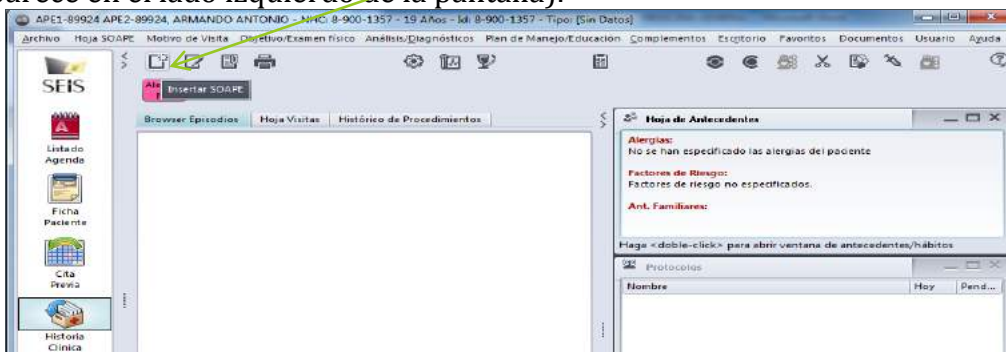 arece en el lado izquierdo de la pantalla).
APE1-89924 APE2-89924, ARMANDO ANTONIO - NHC: 8-900-1357 - 19 Años - Id: 8-900-1357 - Tipo: [Sin Datos]
Archivo Hoja SOAPE Motivo de Visita Objetivo/Examen físico Análisis/Diagnósticos Plan de Manejo/Educación Complementos Escritorio Favoritos Documentos Usuario Ayuda
SEIS
Insertar SOAPE
Browser Episodios Hoja Visitas Histórico de Procedimientos
Hoja de Antecedentes
Alergias:
No se han especificado las alergias del paciente
Factores de Riesgo:
Factores de riesgo no especificados.
Ant. Familiares:
Haga <doble-click> para abrir ventana de antecedentes/hábitos
Protocolos
Nombre Hoy Pend...
Listado
Agenda
Ficha
Paciente
Cita
Previa
Historia
Clínica